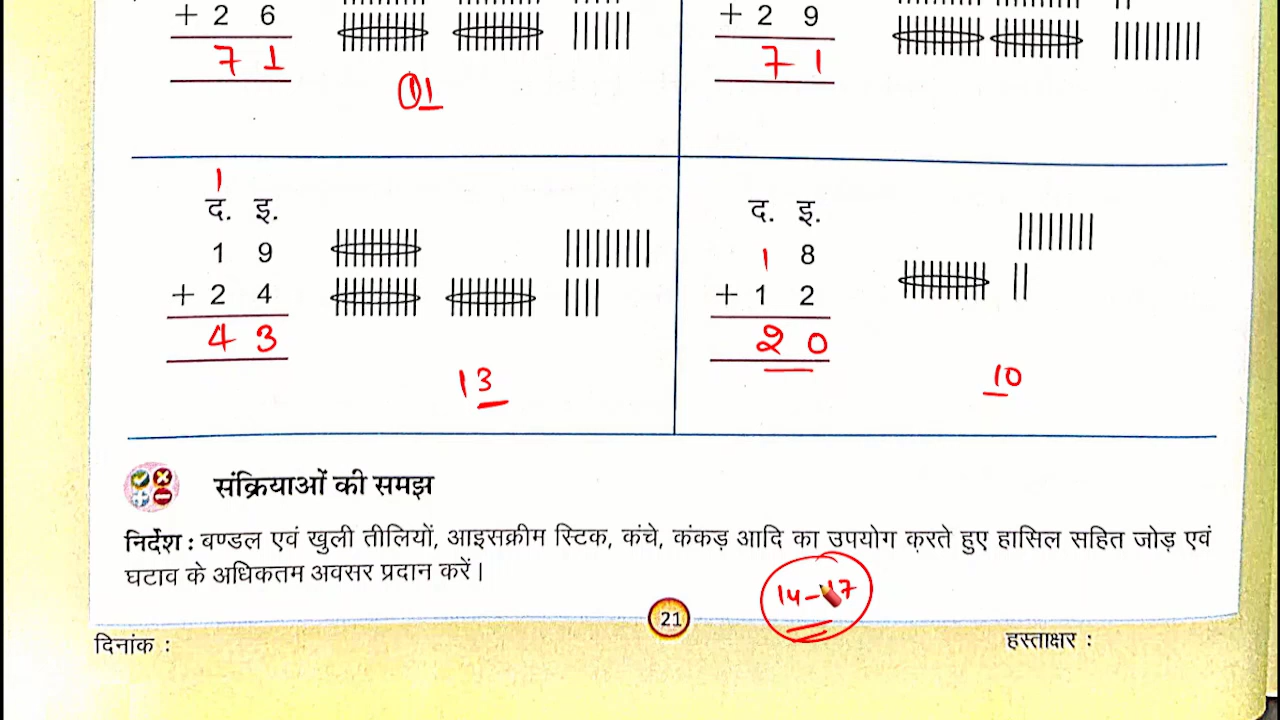 + 2 6
7 1
01
+ 2 9
7 1
1
द. इ.
1 9
+ 2 4
4 3
13
द. इ.
1 8
+ 1 2
2 0
10
संक्रियाओं की समझ
निर्देश : बण्डल एवं खुली तीलियों, आइसक्रीम स्टिक, कंचे, कंकड़ आदि का उपयोग करते हुए हासिल सहित जोड़ एवं
घटाव के अधिकतम अवसर प्रदान करें।
14-17
21
दिनांक :
हस्ताक्षर :